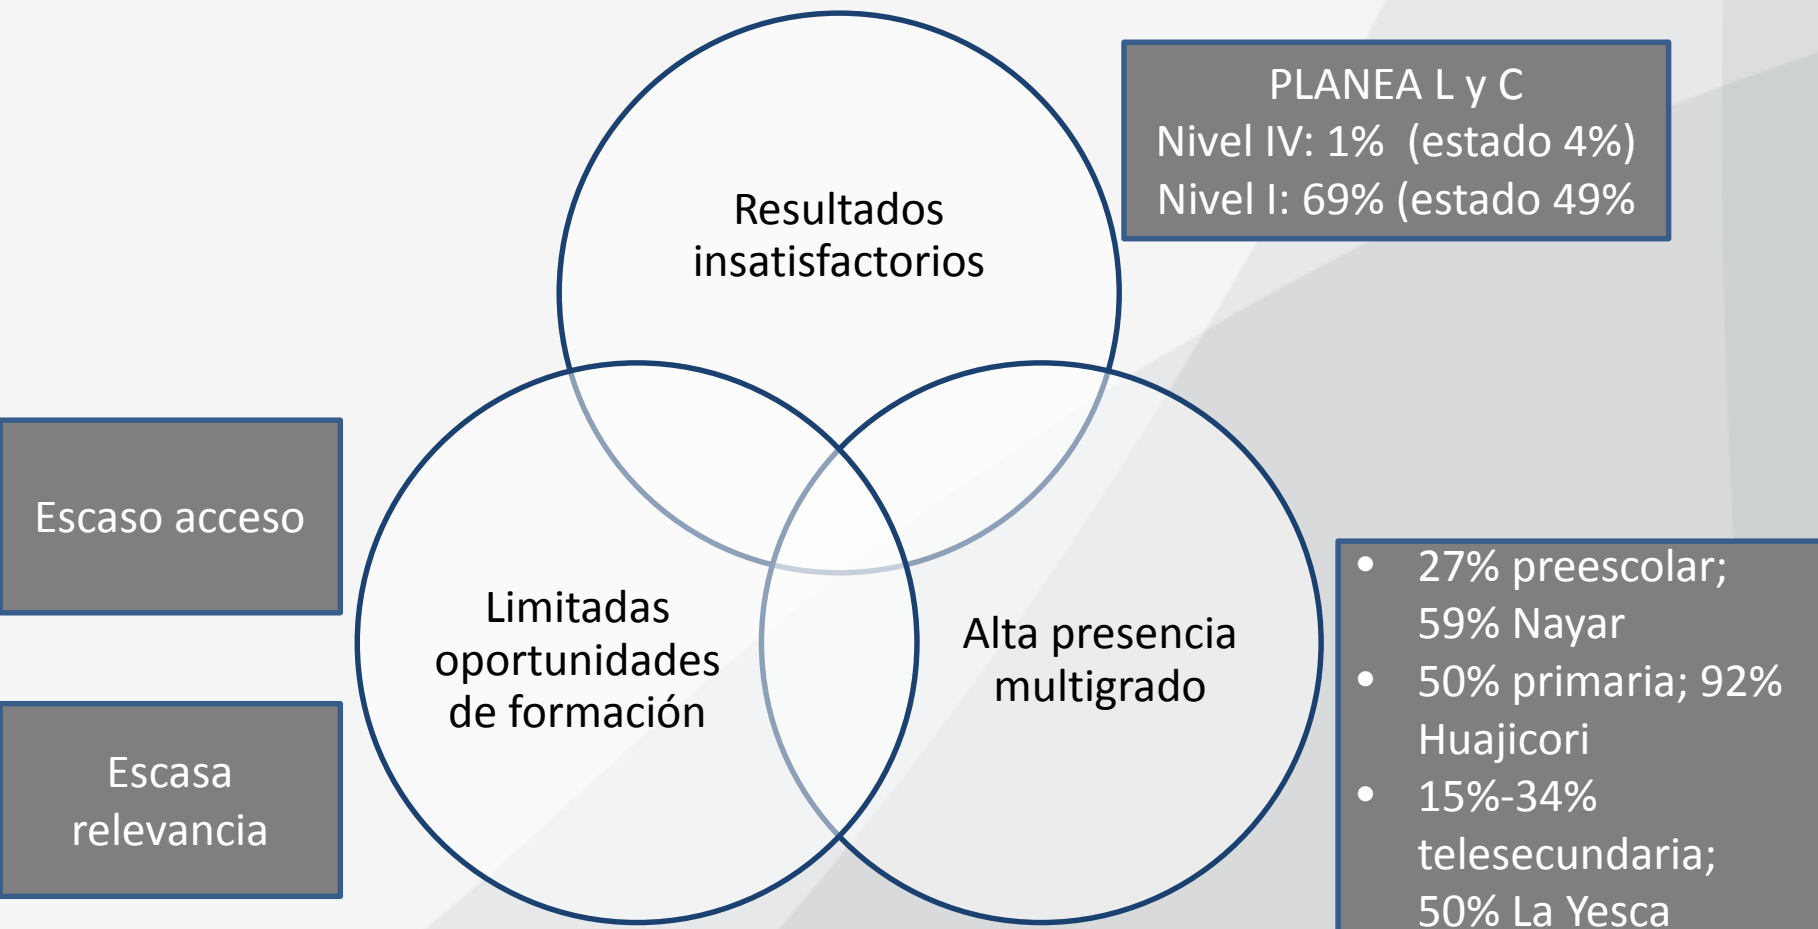 PLANEA L y C
Nivel IV: 1%  (estado 4%)
Nivel I: 69% (estado 49%
Resultados
insatisfactorios
Escaso acceso
Escasa
relevancia
Limitadas
oportunidades
de formación
Alta presencia
multigrado
• 27% preescolar;
59% Nayar
• 50% primaria; 92%
Huajicori
• 15%-34%
telesecundaria;
50% La Yesca